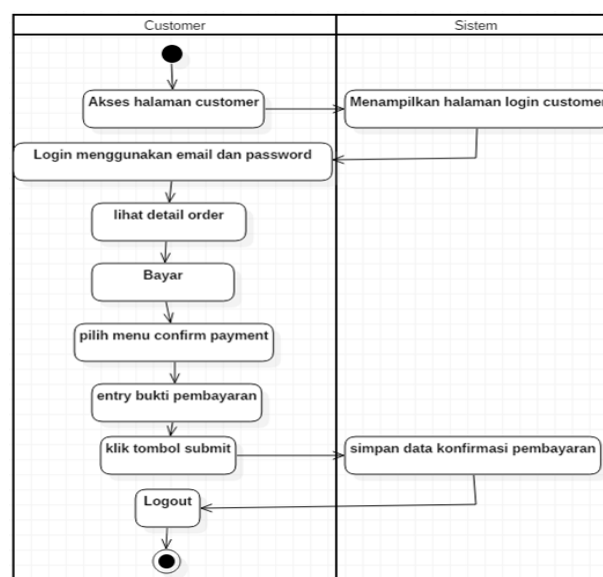 Customer
Sistem
Akses halaman customer
Menampilkan halaman login customer
Login menggunakan email dan password
lihat detail order
Bayar
pilih menu confirm payment
entry bukti pembayaran
klik tombol submit
simpan data konfirmasi pembayaran
Logout